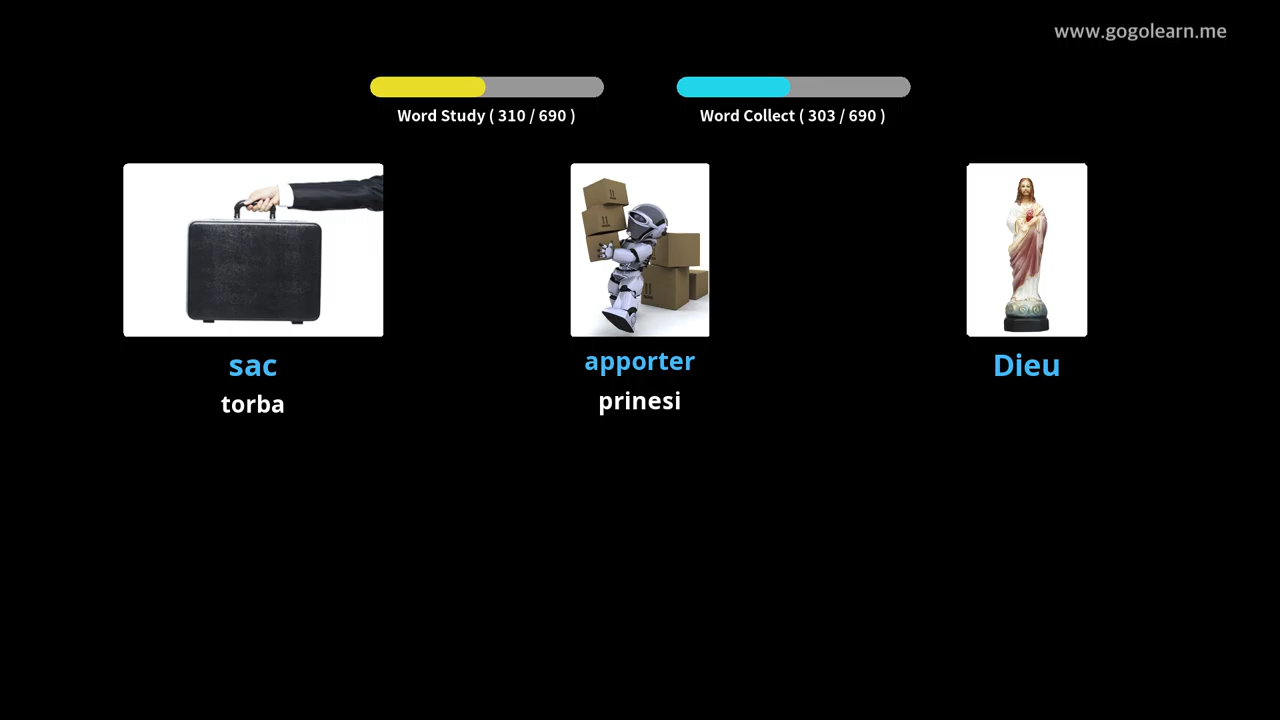 www.gogolearn.me
Word Study ( 310 / 690 )
Word Collect ( 303 / 690 )
sac
torba
apporter
prinesi
Dieu